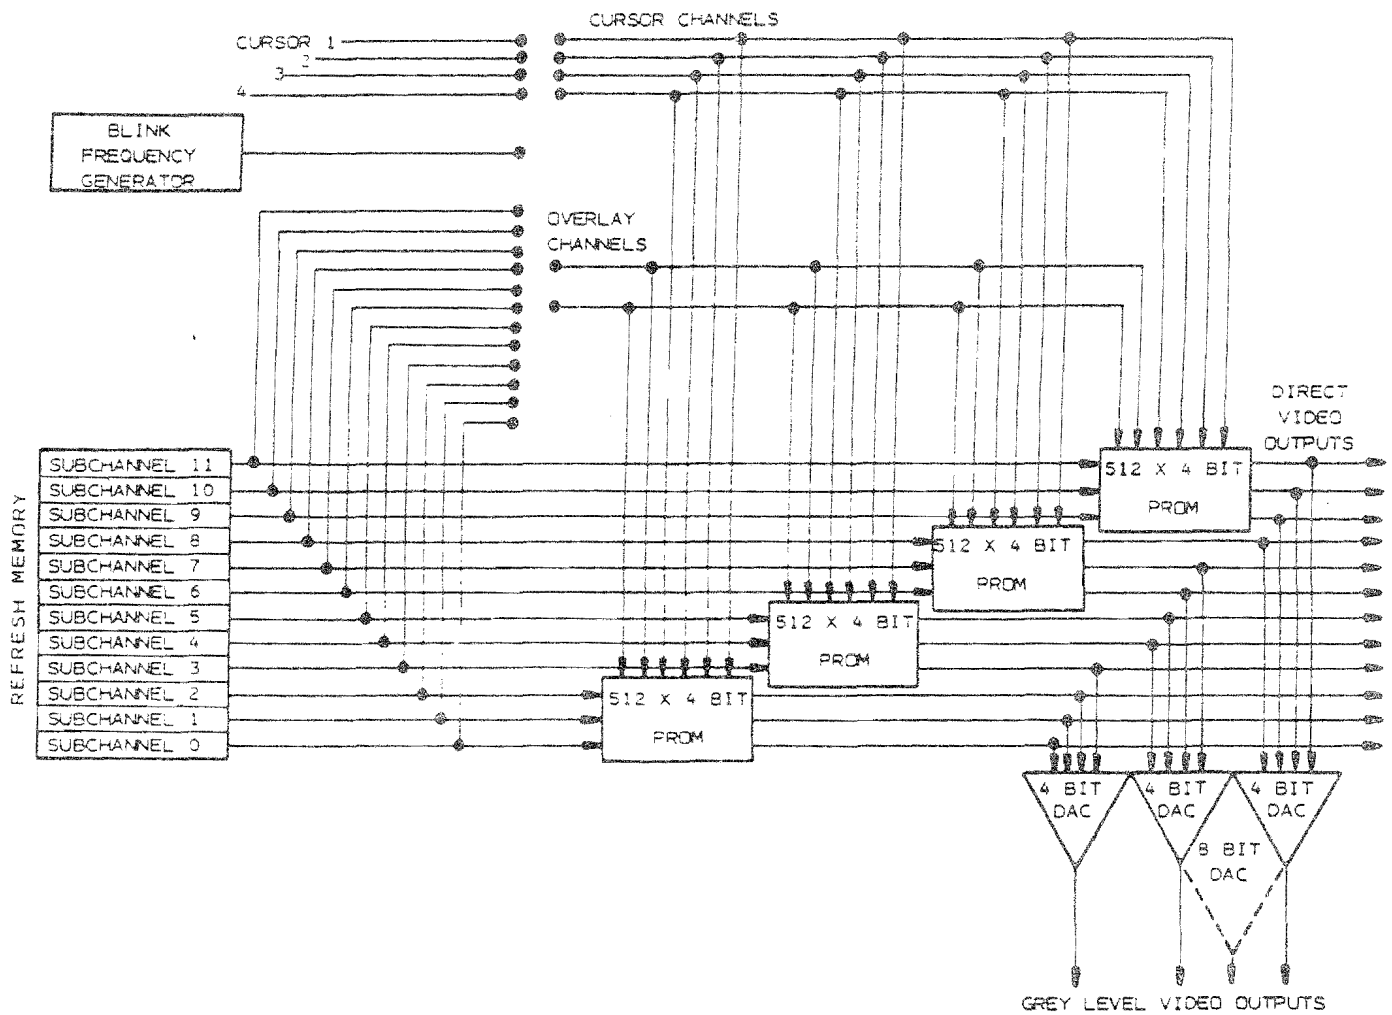 CURSOR CHANNELS
CURSOR 1
2
3
4
BLINK
FREQUENCY
GENERATOR
OVERLAY
CHANNELS
DIRECT
VIDEO
OUTPUTS
REFRESH MEMORY
SUBCHANNEL 11
SUBCHANNEL 10
SUBCHANNEL 9
SUBCHANNEL 8
SUBCHANNEL 7
SUBCHANNEL 6
SUBCHANNEL 5
SUBCHANNEL 4
SUBCHANNEL 3
SUBCHANNEL 2
SUBCHANNEL 1
SUBCHANNEL 0
512 X 4 BIT
PROM
512 X 4 BIT
PROM
512 X 4 BIT
PROM
512 X 4 BIT
PROM
4 BIT
DAC
4 BIT
DAC
4 BIT
DAC
8 BIT
DAC
GREY LEVEL VIDEO OUTPUTS